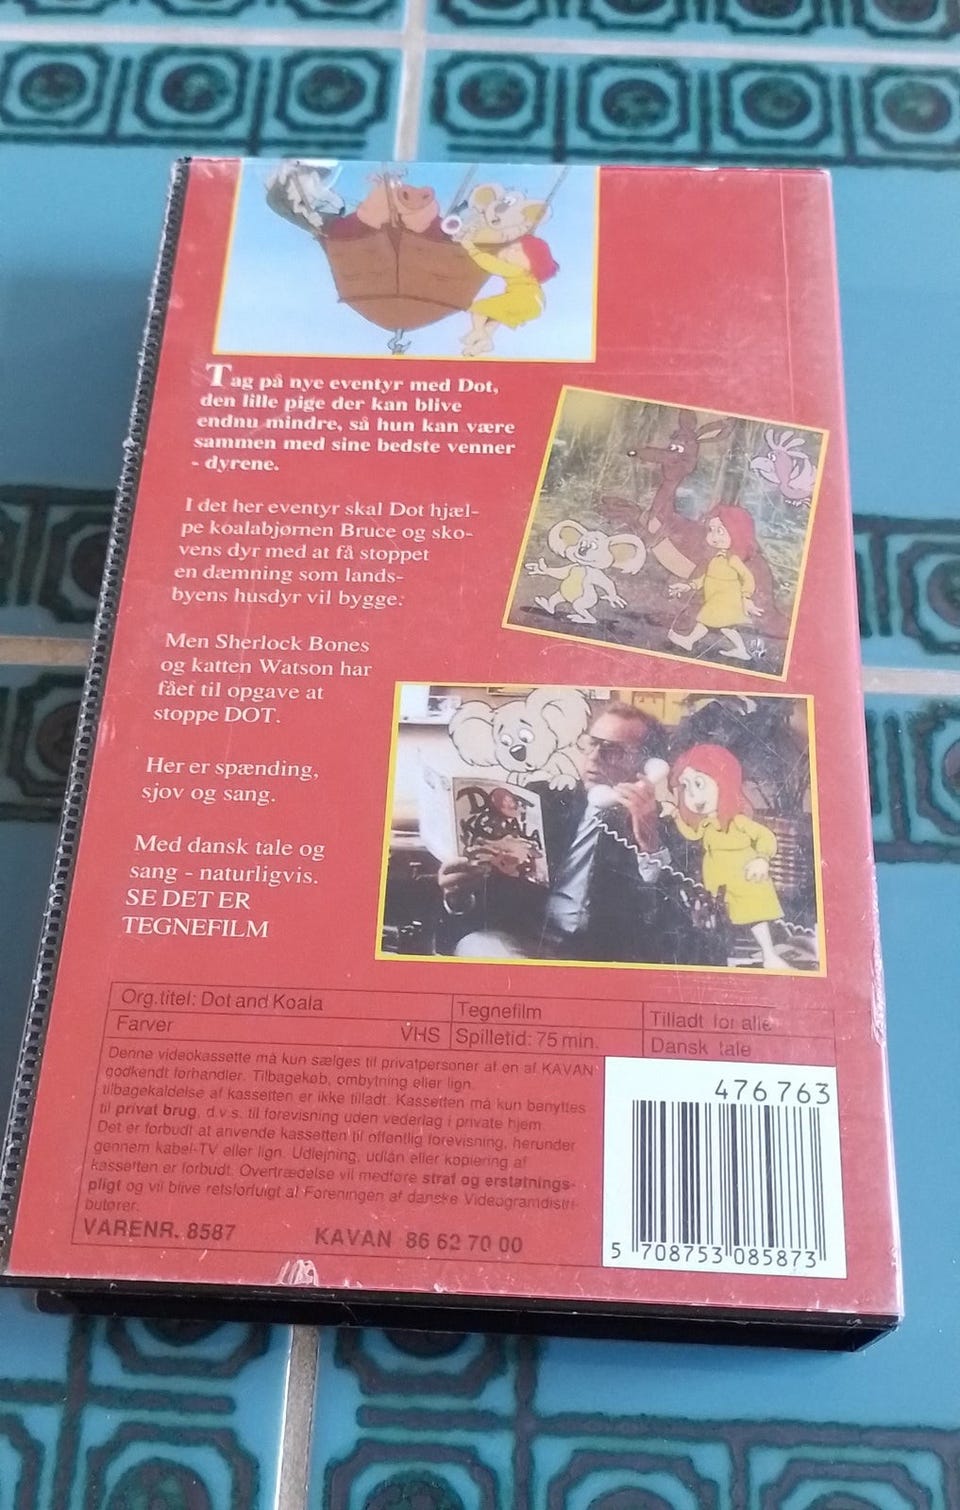 Tag på nye eventyr med Dot,
den lille pige der kan blive
endnu mindre, så hun kan være
sammen med sine bedste venner
- dyrene.
I det her eventyr skal Dot hjæl-
pe koalabjørnen Bruce og sko-
vens dyr med at få stoppet
en dæmning som lands-
byens husdyr vil bygge.
Men Sherlock Bones
og katten Watson har
fået til opgave at
stoppe DOT.
Her er spænding,
sjov og sang.
Med dansk tale og
sang - naturligvis.
SE DET ER
TEGNEFILM
DOT
KOALA
Org.titel: Dot and Koala
Tegnefilm
Tilladt for alle
Farver
VHS
Spilletid: 75 min.
Dansk tale
Denne videokassette må kun sælges til privatpersoner af en af KAVAN
godkendt forhandler. Tilbagekøb, ombytning eller lign.
tilbagekaldelse af kassetten er ikke tilladt. Kassetten må kun benyttes
til privat brug, d.v.s. til forevisning uden vederlag i private hjem.
Det er forbudt at anvende kassetten til offentlig forevisning, herunder
gennem kabel-TV eller lign. Udlejning, udlån eller kopiering af
kassetten er forbudt. Overtrædelse vil medføre straf og erstatnings-
pligt og vil blive retsforfulgt af Foreningen af danske Videogramdistri-
butører.
VARENR. 8587
KAVAN 86 62 70 00
476 763
5 708753 085873